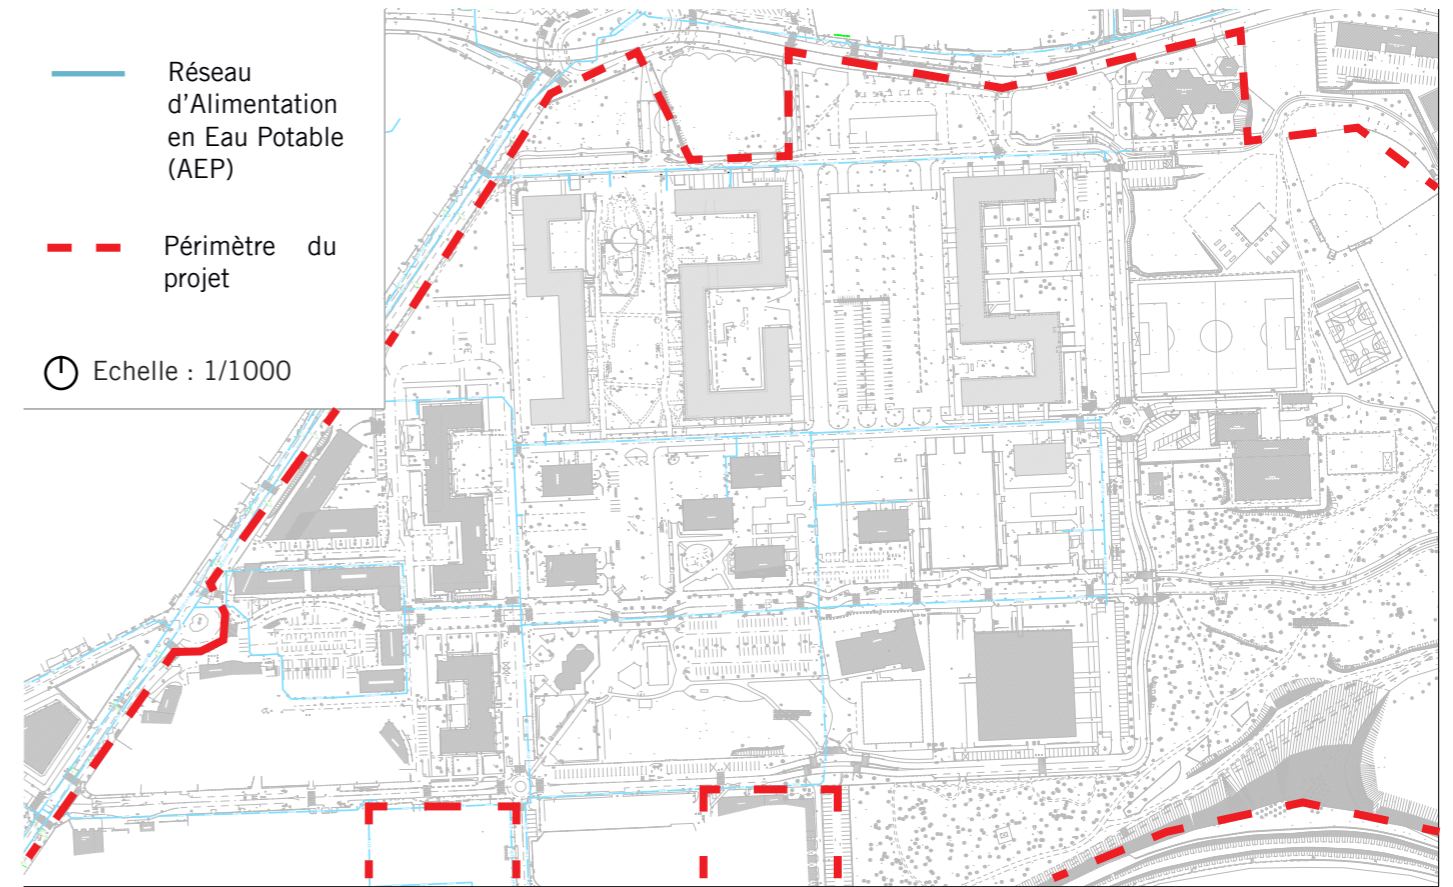 Réseau
d’Alimentation
en Eau Potable
(AEP)
Périmètre du
projet
Echelle : 1/1000